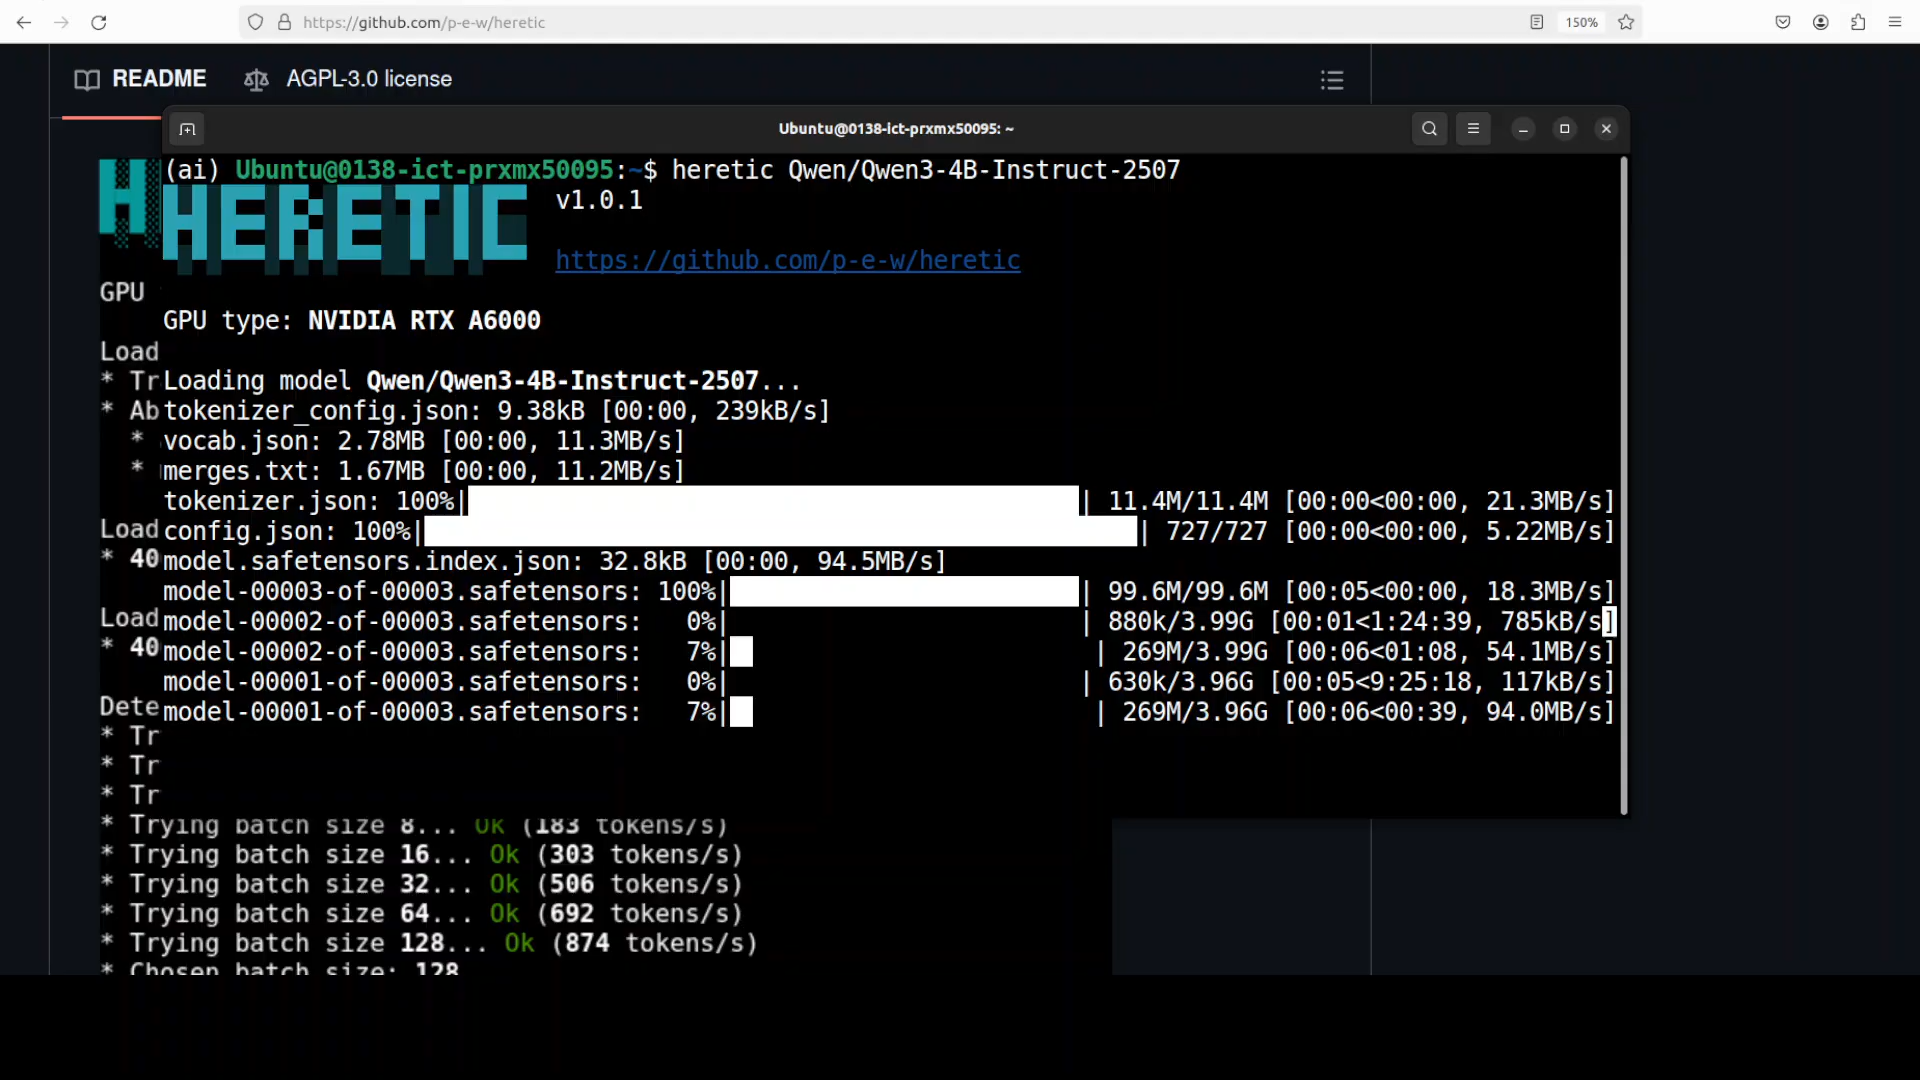 https://github.com/p-e-w/heretic
150%
README
AGPL-3.0 license
Ubuntu@0138-ict-prxmx50095: ~
(ai) Ubuntu@0138-ict-prxmx50095:~$ heretic Qwen/Qwen3-4B-Instruct-2507
HERETIC v1.0.1
https://github.com/p-e-w/heretic
GPU
GPU type: NVIDIA RTX A6000
Load
* Tr
Loading model Qwen/Qwen3-4B-Instruct-2507...
* Ab
tokenizer_config.json: 9.38kB [00:00, 239kB/s]
*
vocab.json: 2.78MB [00:00, 11.3MB/s]
*
merges.txt: 1.67MB [00:00, 11.2MB/s]
tokenizer.json: 100%| | 11.4M/11.4M [00:00<00:00, 21.3MB/s]
Load
config.json: 100%| | 727/727 [00:00<00:00, 5.22MB/s]
* 40
model.safetensors.index.json: 32.8kB [00:00, 94.5MB/s]
model-00003-of-00003.safetensors: 100%| | 99.6M/99.6M [00:05<00:00, 18.3MB/s]
Load
model-00002-of-00003.safetensors: 0%| | 880k/3.99G [00:01<1:24:39, 785kB/s]
* 40
model-00002-of-00003.safetensors: 7%| | 269M/3.99G [00:06<01:08, 54.1MB/s]
model-00001-of-00003.safetensors: 0%| | 630k/3.96G [00:05<9:25:18, 117kB/s]
Dete
model-00001-of-00003.safetensors: 7%| | 269M/3.96G [00:06<00:39, 94.0MB/s]
* Tr
* Tr
* Tr
* Trying batch size 8... Ok (183 tokens/s)
* Trying batch size 16... Ok (303 tokens/s)
* Trying batch size 32... Ok (506 tokens/s)
* Trying batch size 64... Ok (692 tokens/s)
* Trying batch size 128... Ok (874 tokens/s)
* Chosen batch size: 128